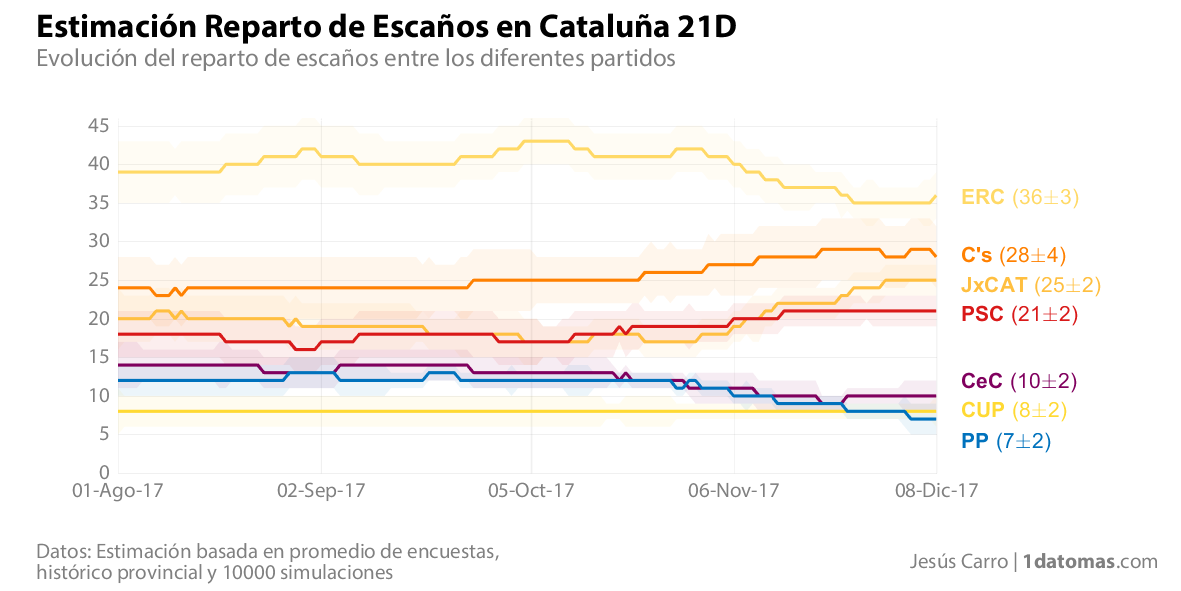 Estimación Reparto de Escaños en Cataluña 21D
Evolución del reparto de escaños entre los diferentes partidos
45
40
35
30
25
20
15
10
5
0
01-Ago-17
02-Sep-17
05-Oct-17
06-Nov-17
08-Dic-17
ERC (36±3)
C's (28±4)
JxCAT (25±2)
PSC (21±2)
CeC (10±2)
CUP (8±2)
PP (7±2)
Datos: Estimación basada en promedio de encuestas,
histórico provincial y 10000 simulaciones
Jesús Carro | 1datomas.com